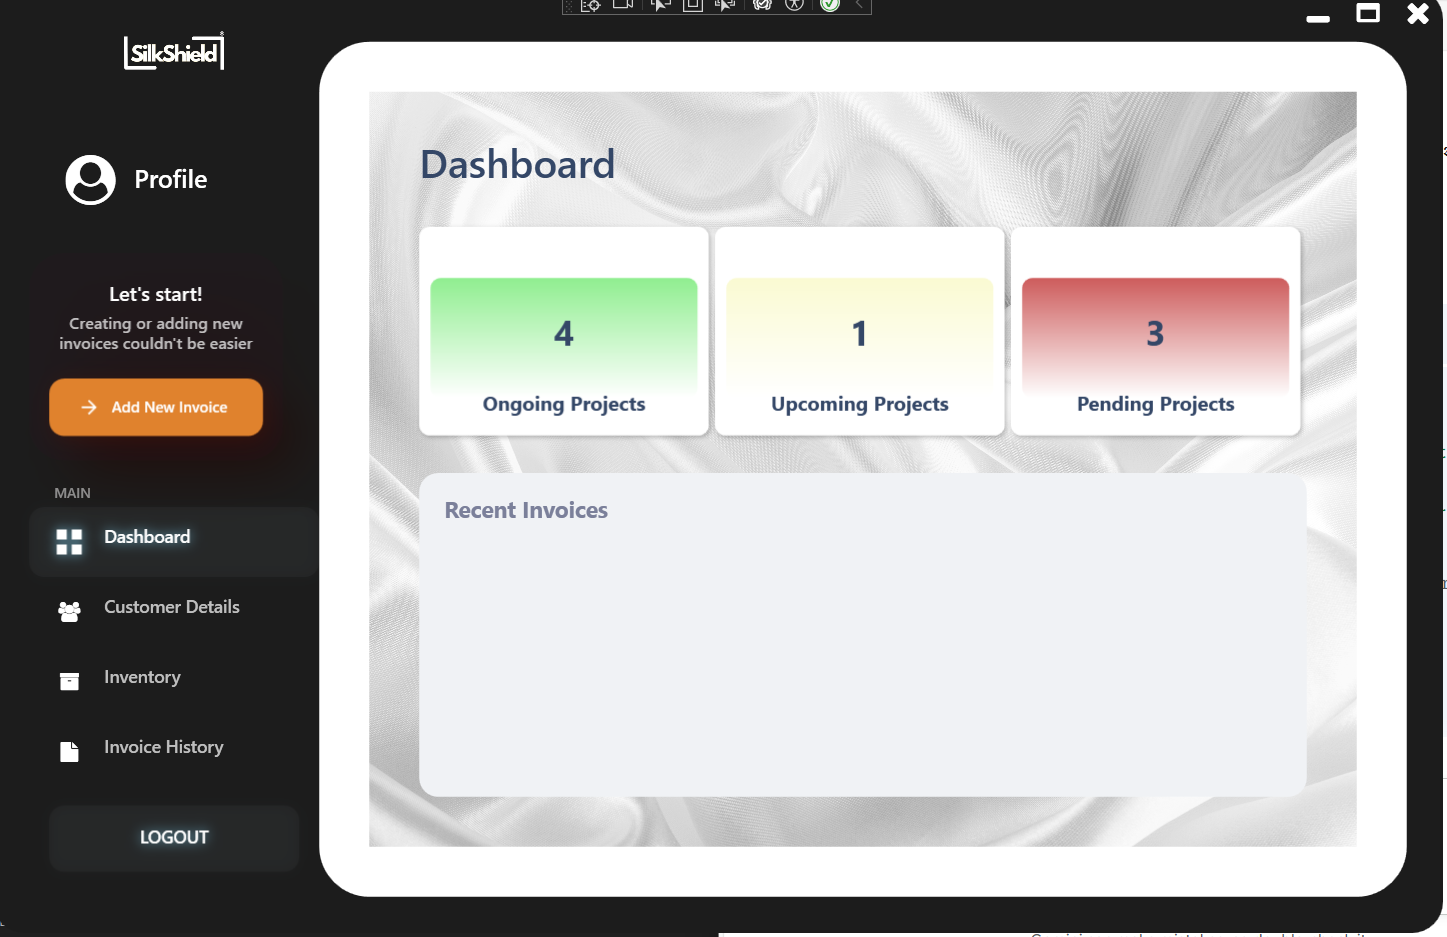 SilkShield
Profile
Let's start!
Creating or adding new
invoices couldn't be easier
Add New Invoice
MAIN
Dashboard
Customer Details
Inventory
Invoice History
LOGOUT
Dashboard
4
Ongoing Projects
1
Upcoming Projects
3
Pending Projects
Recent Invoices